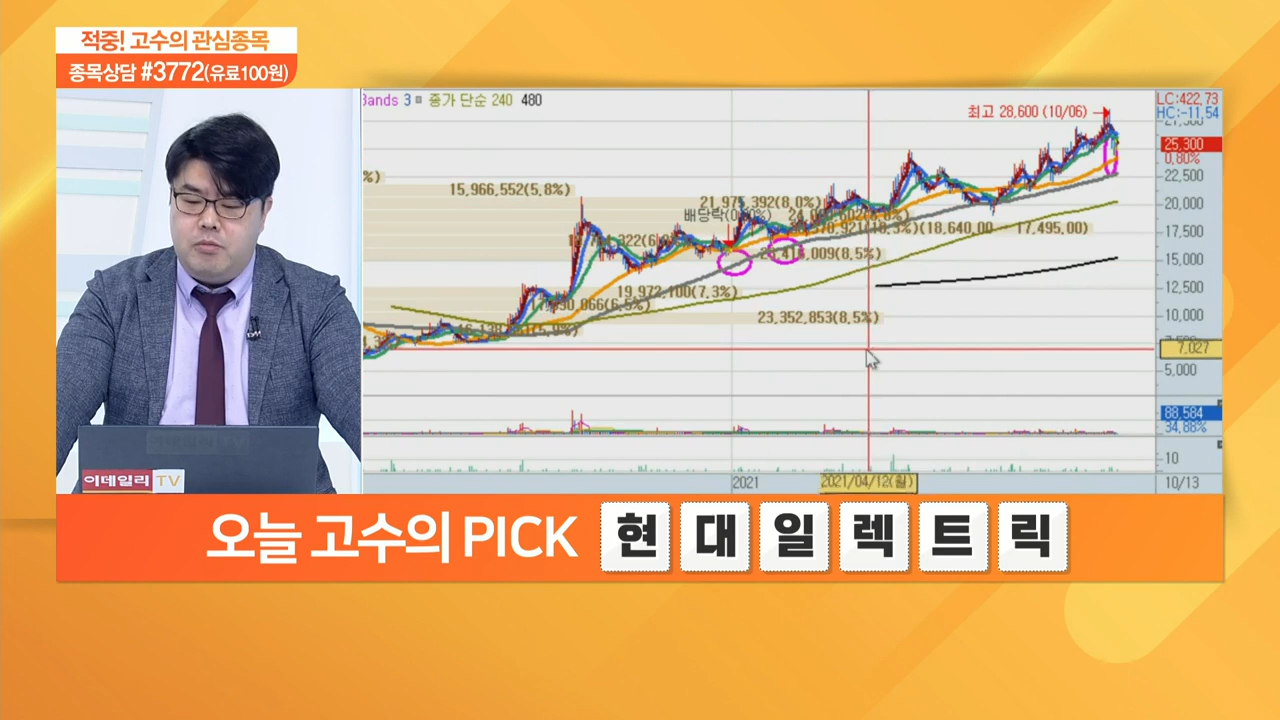 적중! 고수의 관심종목
종목상담 #3772(유료100원)
Bands 3 종가 단순 240 480
최고 28,600 (10/06)
LC:422,73
HC:-11,54
25,300
0,80%
22,500
20,000
17,500
15,000
12,500
10,000
7,027
5,000
%)
15,966,552(5,8%)
21,975,392(8,0%)
(18,640,00 17,495,00)
(8,5%)
19,972,100(7,3%)
23,352,853(8,5%)
88,584
34,88%
10
2021
2021/04/12(월)
10/13
이데일리 TV
오늘 고수의 PICK 현대일렉트릭